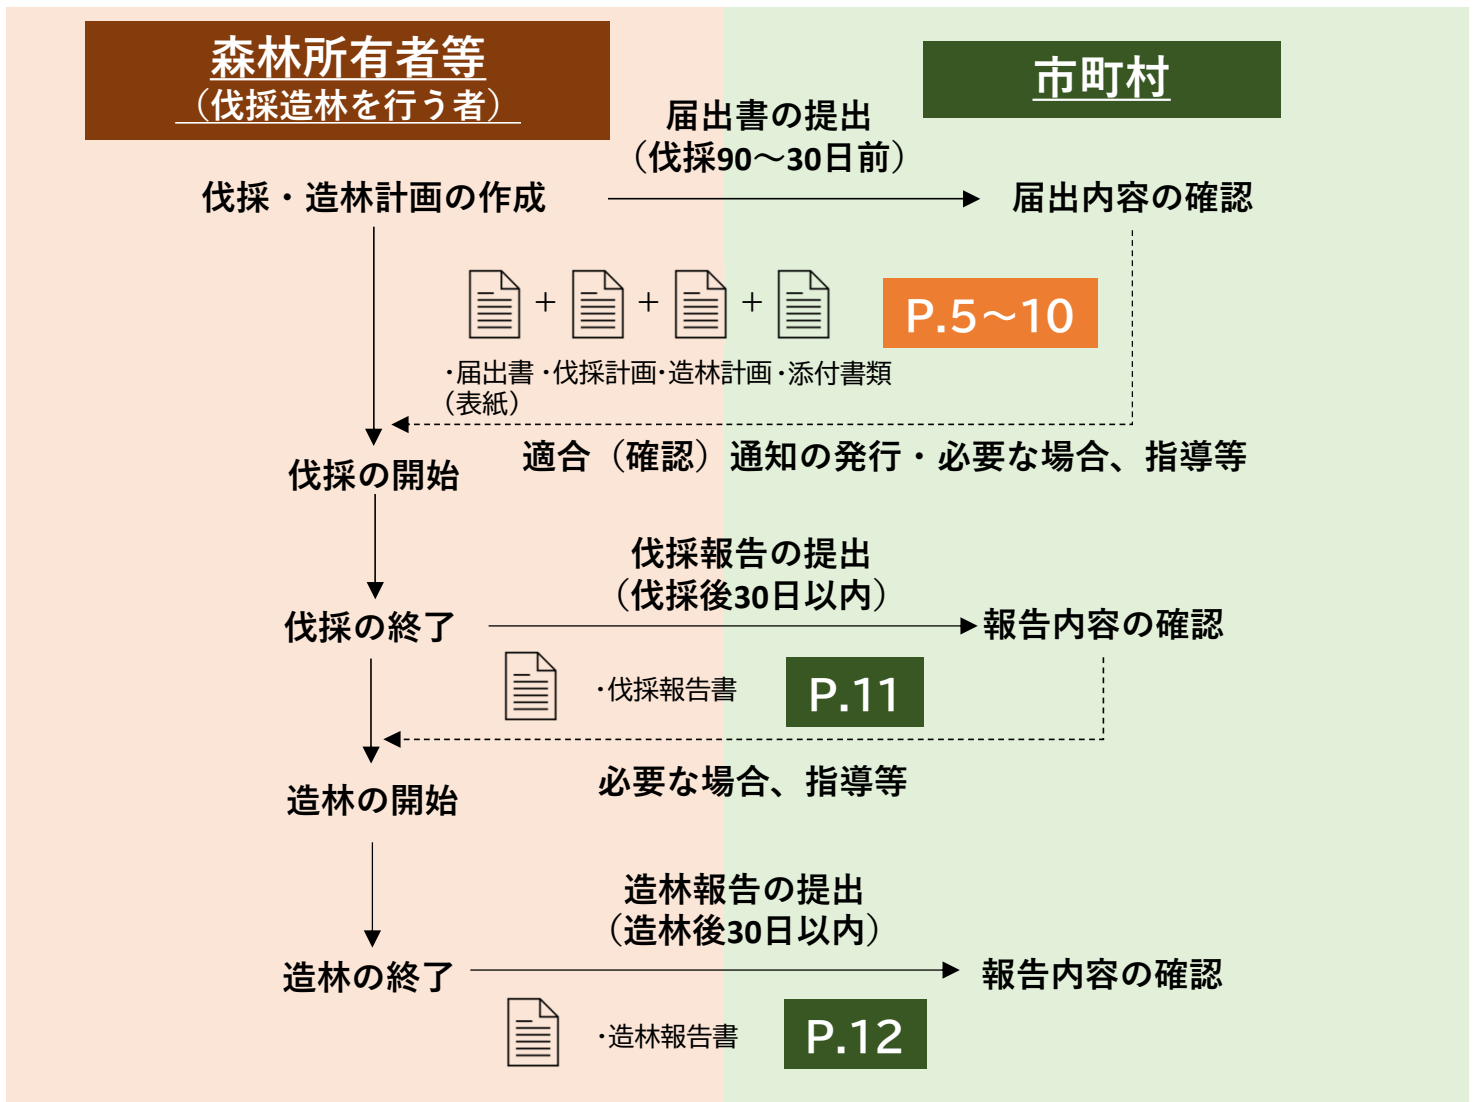 森林所有者等
（伐採造林を行う者）
市町村
届出書の提出
（伐採90～30日前）
伐採・造林計画の作成
届出内容の確認
＋
＋
＋
P.5～10
・届出書
・伐採計画
・造林計画
・添付書類
（表紙）
適合（確認）通知の発行・必要な場合、指導等
伐採の開始
伐採報告の提出
（伐採後30日以内）
伐採の終了
報告内容の確認
・伐採報告書
P.11
必要な場合、指導等
造林の開始
造林報告の提出
（造林後30日以内）
造林の終了
報告内容の確認
・造林報告書
P.12